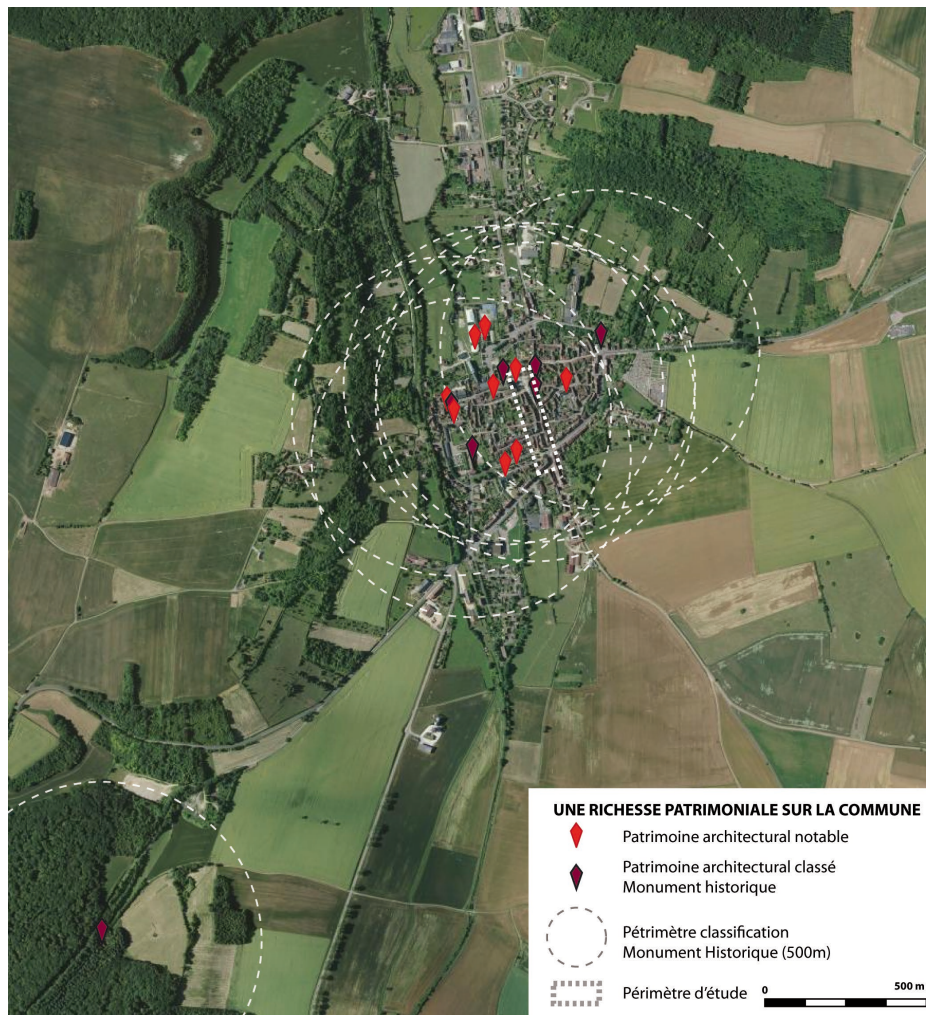 UNE RICHESSE PATRIMONIALE SUR LA COMMUNE
Patrimoine architectural notable
Patrimoine architectural classé
Monument historique
Pétrimètre classification
Monument Historique (500m)
Périmètre d'étude
0
500 m